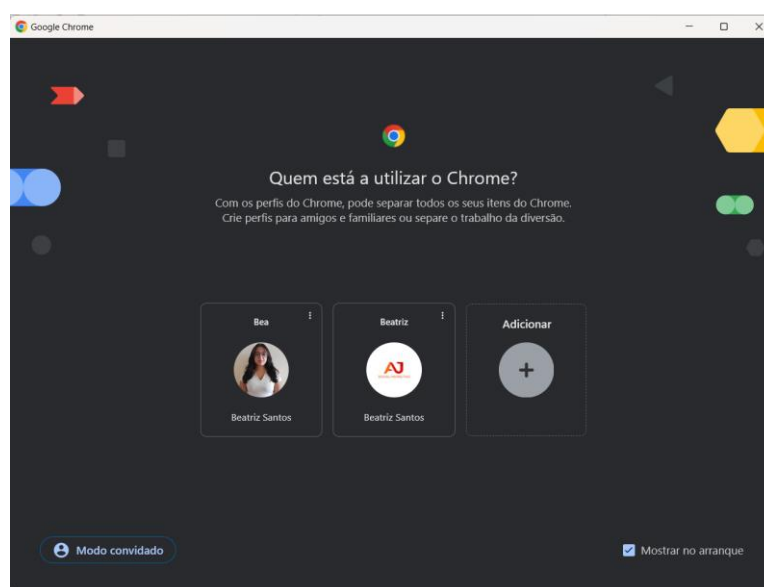 Google Chrome
Quem está a utilizar o Chrome?
Com os perfis do Chrome, pode separar todos os seus itens do Chrome.
Crie perfis para amigos e familiares ou separe o trabalho da diversão.
Bea
Beatriz
Adicionar
AJ
Beatriz Santos
Beatriz Santos
Modo convidado
Mostrar no arranque